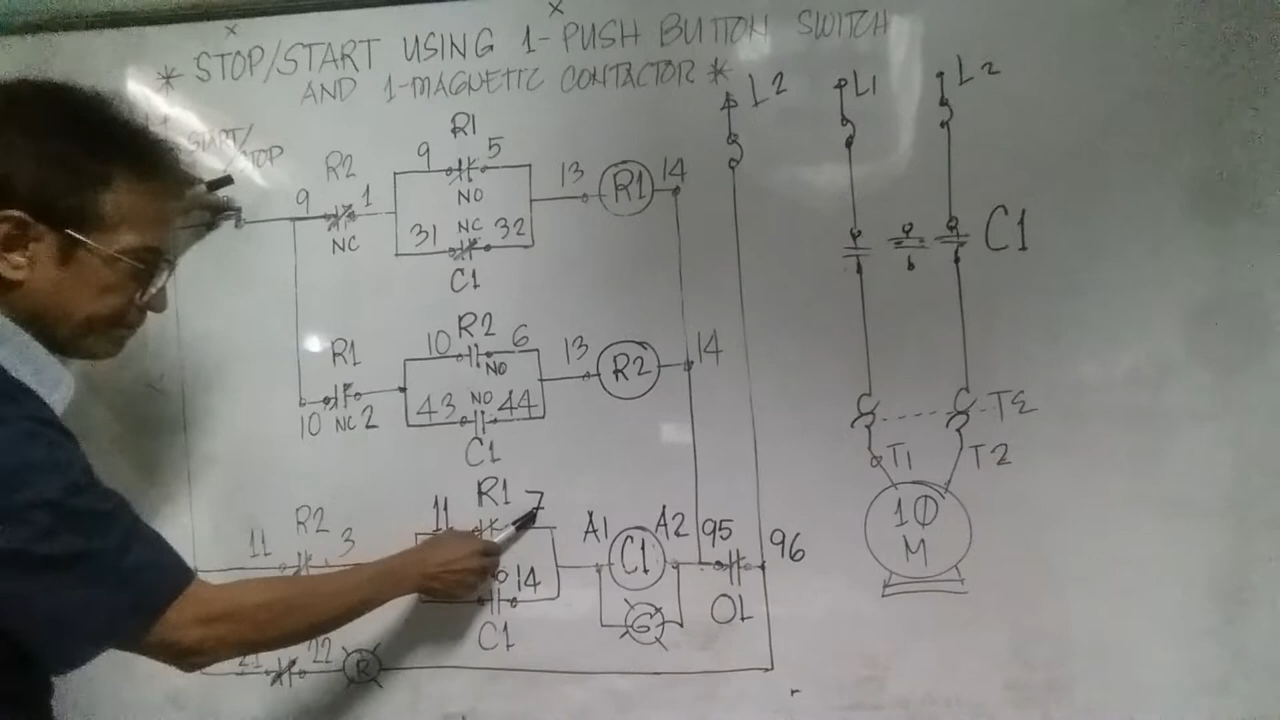 * STOP/START USING 1-PUSH BUTTON SWITCH
AND 1-MAGNETIC CONTACTOR *
L2 L1 L2
START/
STOP
R1
R2 9 5
9 1 NO 13 R1 14
NC 31 NC 32
C1
C1
R2
R1 10 6 13 R2 14
NO
10 NC 2 43 NO 44
C1
T1 T2
R1 7
R2 11
11 3 A1 C1 A2 95 96
14
G OL
C1
21 22 R
1Φ
M